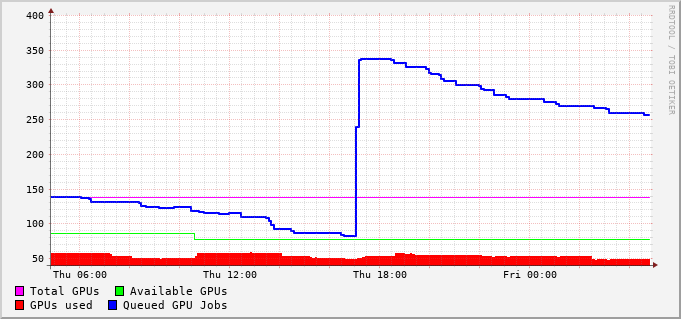 400
350
300
250
200
150
100
50
Thu 06:00 Thu 12:00 Thu 18:00 Fri 00:00
Total GPUs Available GPUs
GPUs used Queued GPU Jobs
RRDTOOL / TOBI OETIKER